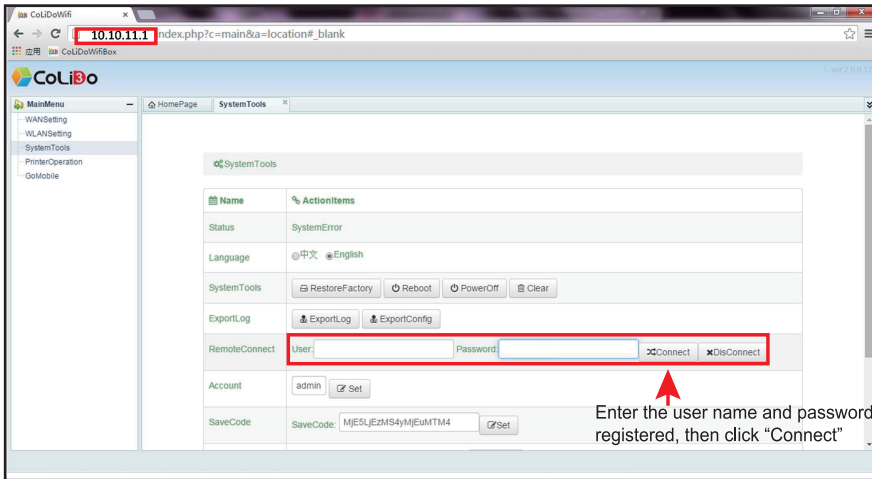 CoLiDoWifi ×
10.10.11.1 ndex.php?c=main&a=location#_blank
应用 CoLiDoWifiBox
CoLiDo
MainMenu HomePage SystemTools ×
WANSetting
WLANSetting
SystemTools
PrinterOperation
GoMobile
SystemTools
Name ActionItems
Status SystemError
Language 中文 English
SystemTools RestoreFactory Reboot PowerOff Clear
ExportLog ExportLog ExportConfig
RemoteConnect User: Password: Connect DisConnect
Account admin Set
SaveCode SaveCode: MjE5LjEzMS4yMjEuMTM4 Set
Enter the user name and password
registered, then click “Connect”